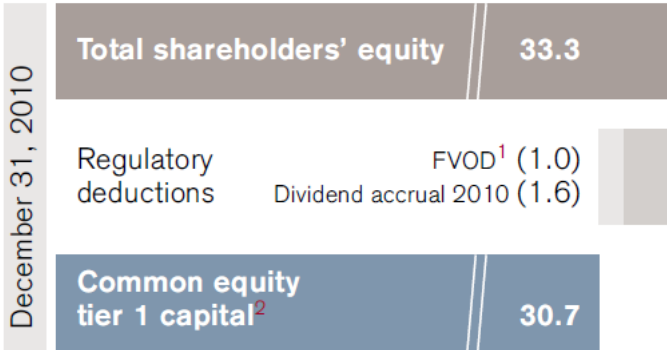 December 31, 2010
Total shareholders’ equity 33.3
Regulatory FVOD¹ (1.0)
deductions Dividend accrual 2010 (1.6)
Common equity
tier 1 capital² 30.7